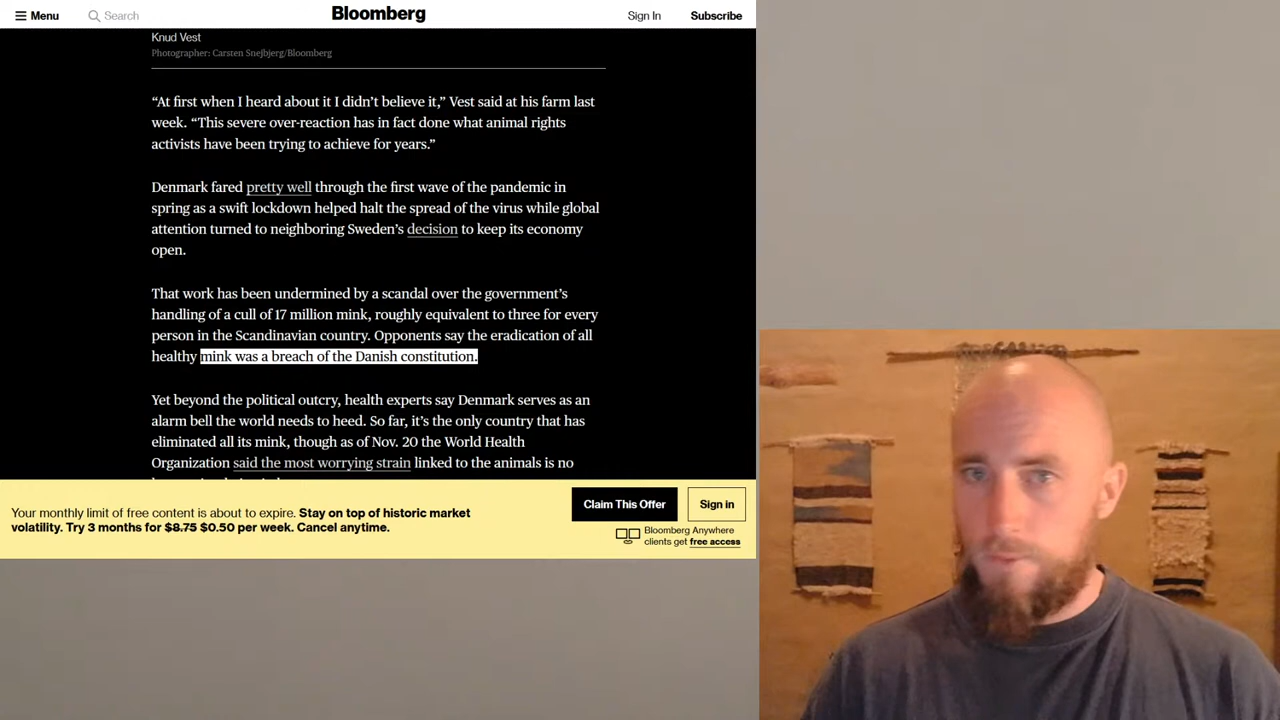 Menu
Search
Bloomberg
Sign In
Subscribe
Knud Vest
Photographer: Carsten Snejbjerg/Bloomberg
“At first when I heard about it I didn’t believe it,” Vest said at his farm last
week. “This severe over-reaction has in fact done what animal rights
activists have been trying to achieve for years.”
Denmark fared pretty well through the first wave of the pandemic in
spring as a swift lockdown helped halt the spread of the virus while global
attention turned to neighboring Sweden’s decision to keep its economy
open.
That work has been undermined by a scandal over the government’s
handling of a cull of 17 million mink, roughly equivalent to three for every
person in the Scandinavian country. Opponents say the eradication of all
healthy mink was a breach of the Danish constitution.
Yet beyond the political outcry, health experts say Denmark serves as an
alarm bell the world needs to heed. So far, it’s the only country that has
eliminated all its mink, though as of Nov. 20 the World Health
Organization said the most worrying strain linked to the animals is no
Your monthly limit of free content is about to expire. Stay on top of historic market
volatility. Try 3 months for $8.75 $0.50 per week. Cancel anytime.
Claim This Offer
Sign in
Bloomberg Anywhere
clients get free access